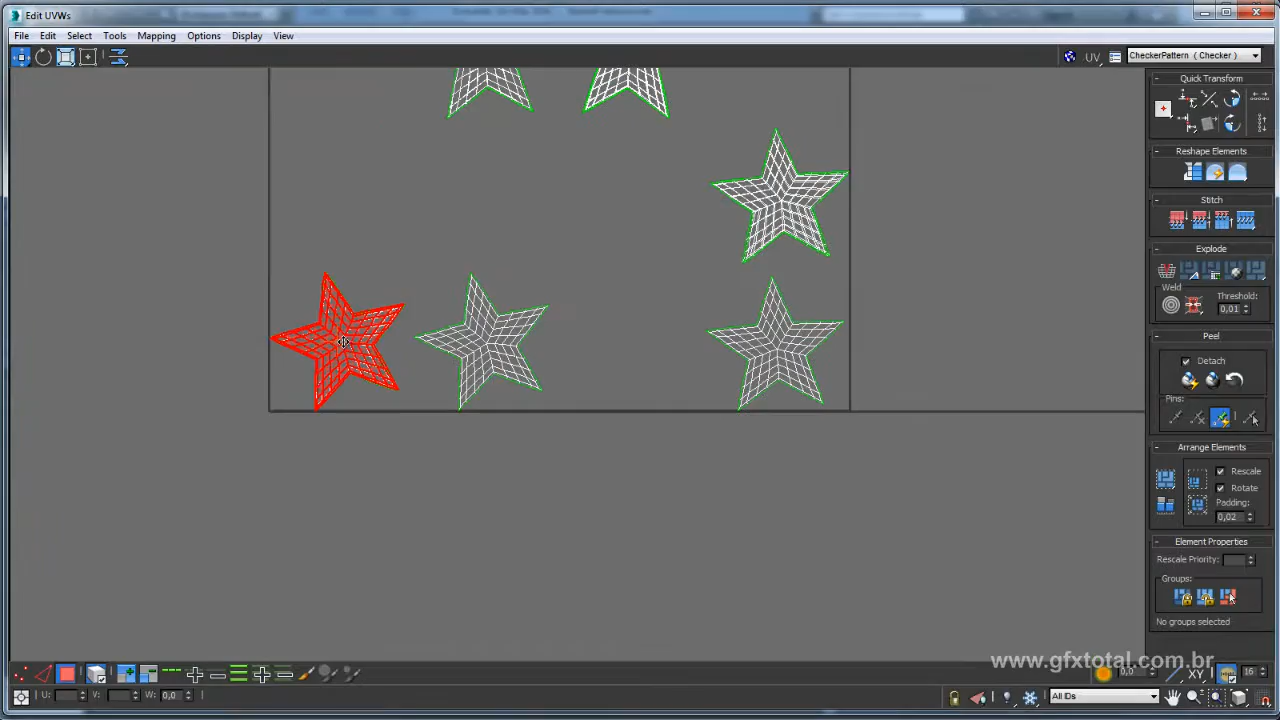 Edit UVWs
File Edit Select Tools Mapping Options Display View
UV CheckerPattern ( Checker )
Quick Transform
Reshape Elements
Stitch
Explode
Weld
Threshold:
0,01
Peel
Detach
Pins:
Arrange Elements
Rescale
Rotate
Padding:
0,02
Element Properties
Rescale Priority:
Groups:
No groups selected
www.gfxtotal.com.br
0,0 XY 16
U: V: W: 0,0 All IDs